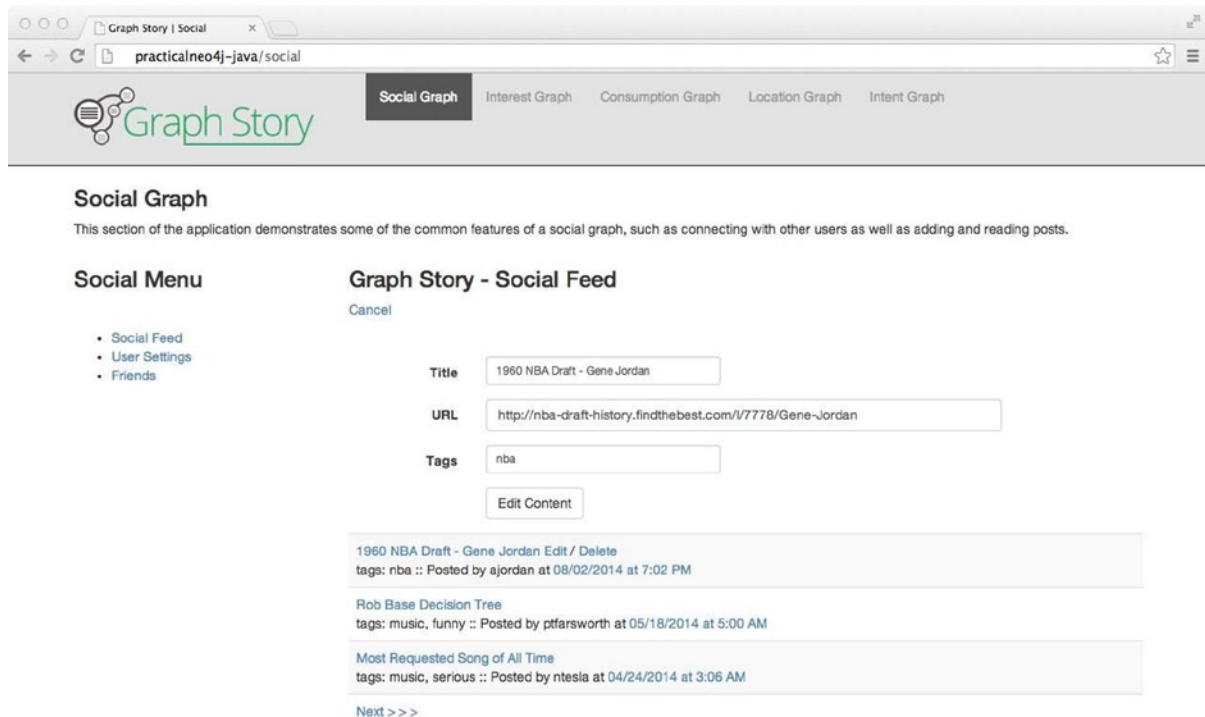 Graph Story | Social
practicalneo4j-java/social
Graph Story
Social Graph Interest Graph Consumption Graph Location Graph Intent Graph
Social Graph
This section of the application demonstrates some of the common features of a social graph, such as connecting with other users as well as adding and reading posts.
Social Menu
• Social Feed
• User Settings
• Friends
Graph Story - Social Feed
Cancel
Title 1960 NBA Draft - Gene Jordan
URL http://nba-draft-history.findthebest.com/l/7778/Gene-Jordan
Tags nba
Edit Content
1960 NBA Draft - Gene Jordan Edit / Delete
tags: nba :: Posted by ajordan at 08/02/2014 at 7:02 PM
Rob Base Decision Tree
tags: music, funny :: Posted by ptfarsworth at 05/18/2014 at 5:00 AM
Most Requested Song of All Time
tags: music, serious :: Posted by ntesla at 04/24/2014 at 3:06 AM
Next > > >